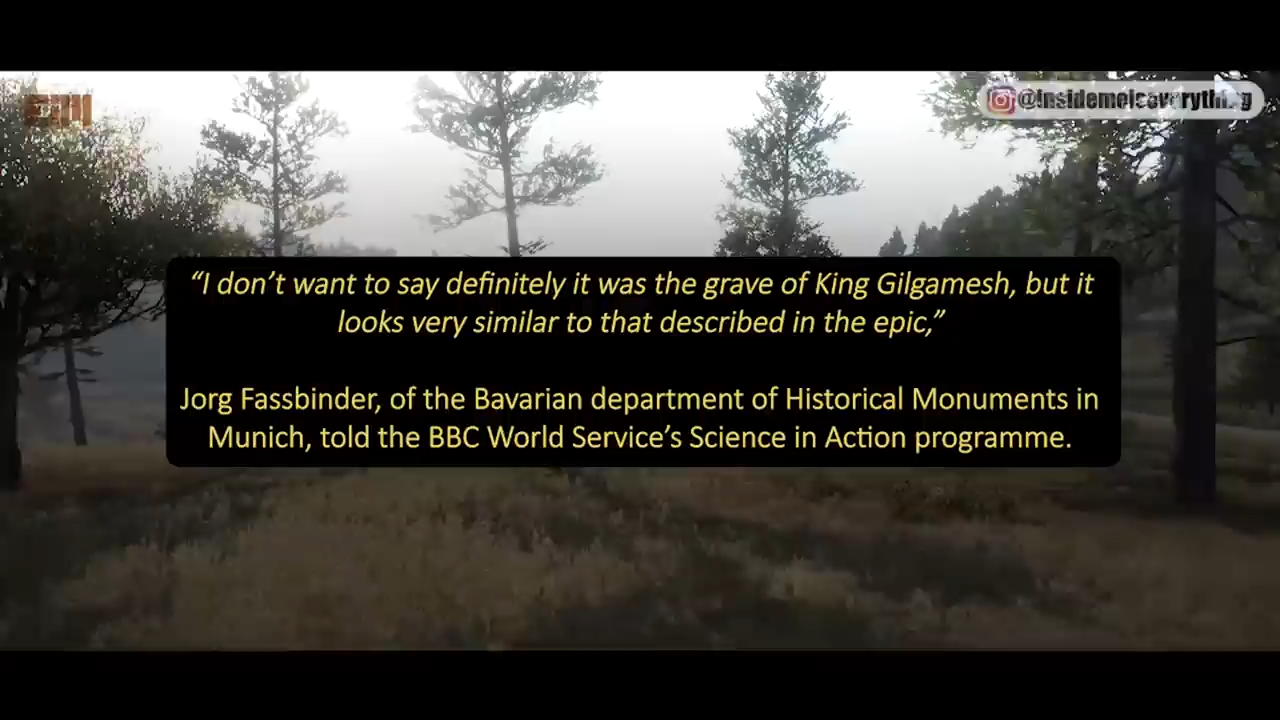 @insidemeiseverything
“I don’t want to say definitely it was the grave of King Gilgamesh, but it
looks very similar to that described in the epic,”
Jorg Fassbinder, of the Bavarian department of Historical Monuments in
Munich, told the BBC World Service’s Science in Action programme.